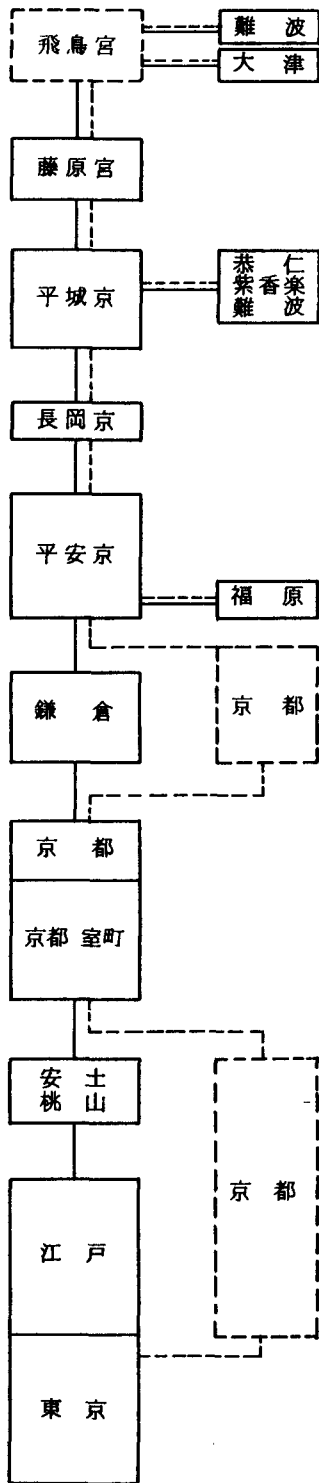 飛鳥宮
難波
大津
藤原宮
平城京
恭仁
紫香楽
難波
長岡京
平安京
福原
鎌倉
京都
京都
京都 室町
安土
桃山
京都
江戸
東京